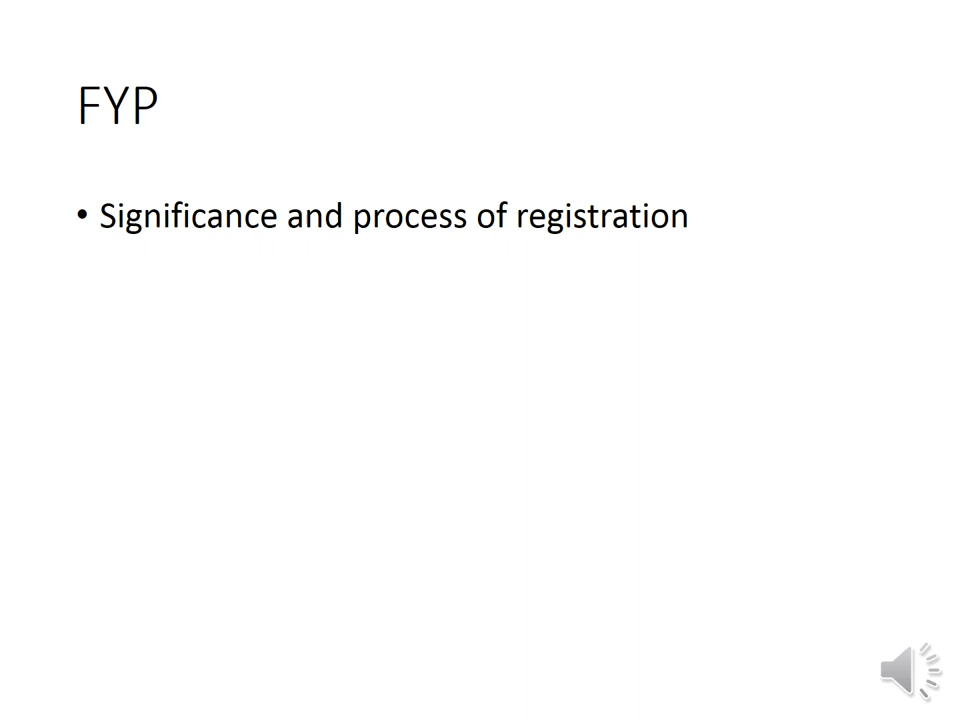 FYP
• Significance and process of registration